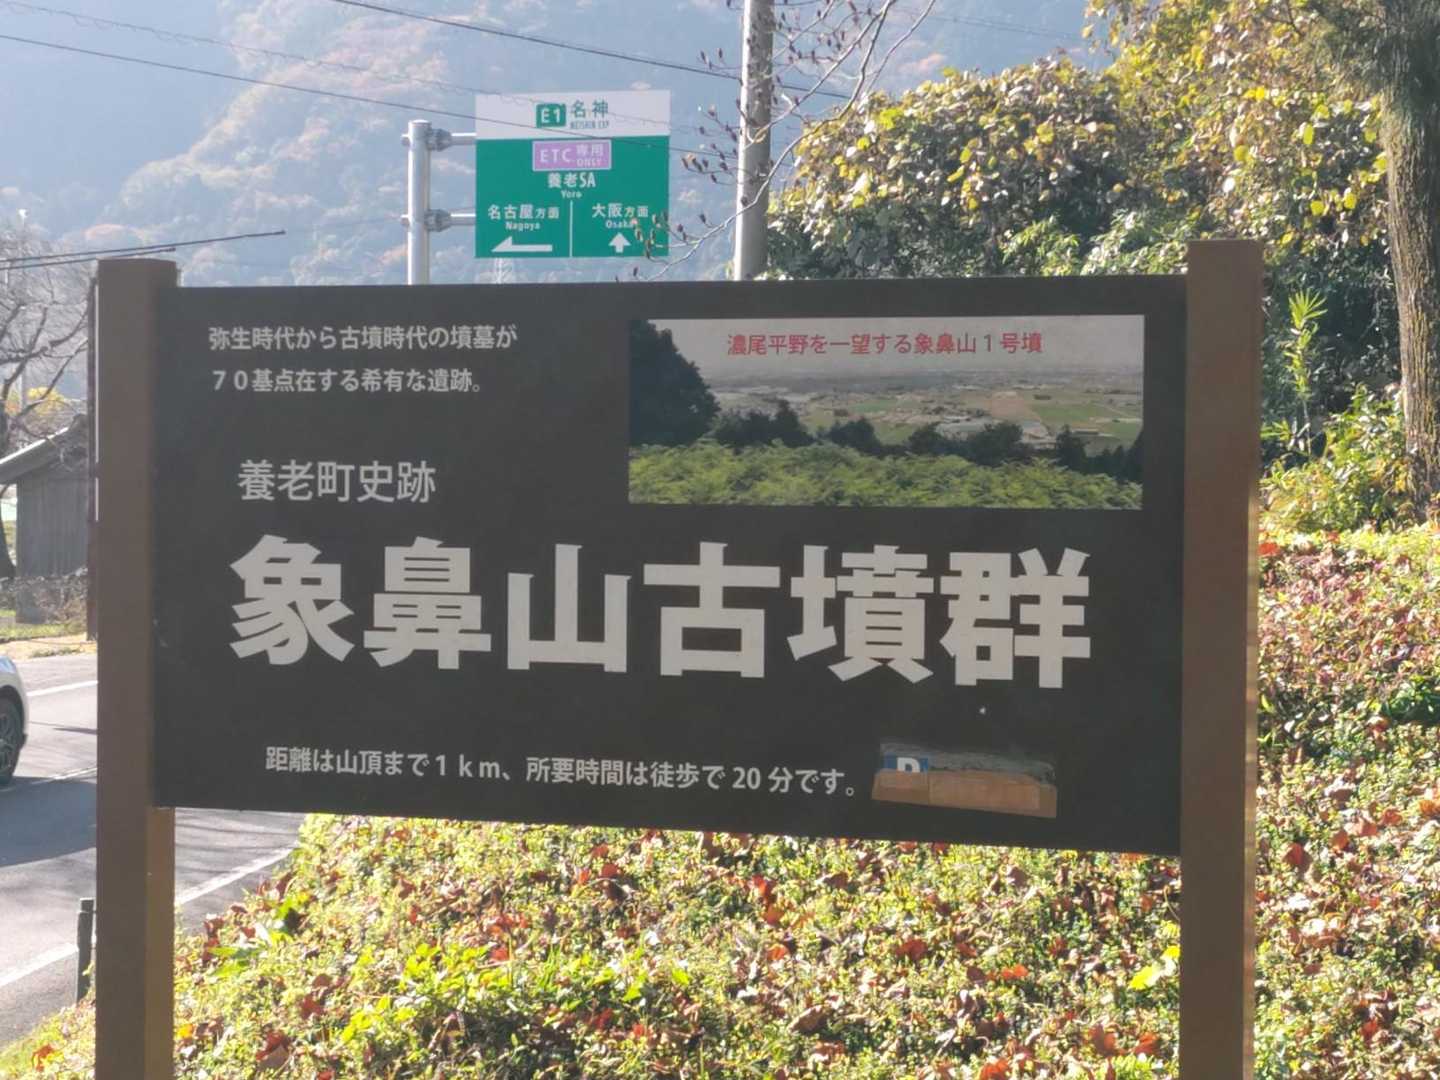 E1 名神
MEISHIN EXP
ETC 専用
ONLY
養老SA
Yoro
名古屋方面
Nagoya
大阪方面
Osaka
弥生時代から古墳時代の墳墓が
70基点在する希有な遺跡。
濃尾平野を一望する象鼻山1号墳
養老町史跡
象鼻山古墳群
距離は山頂まで1km、所要時間は徒歩で20分です。
P